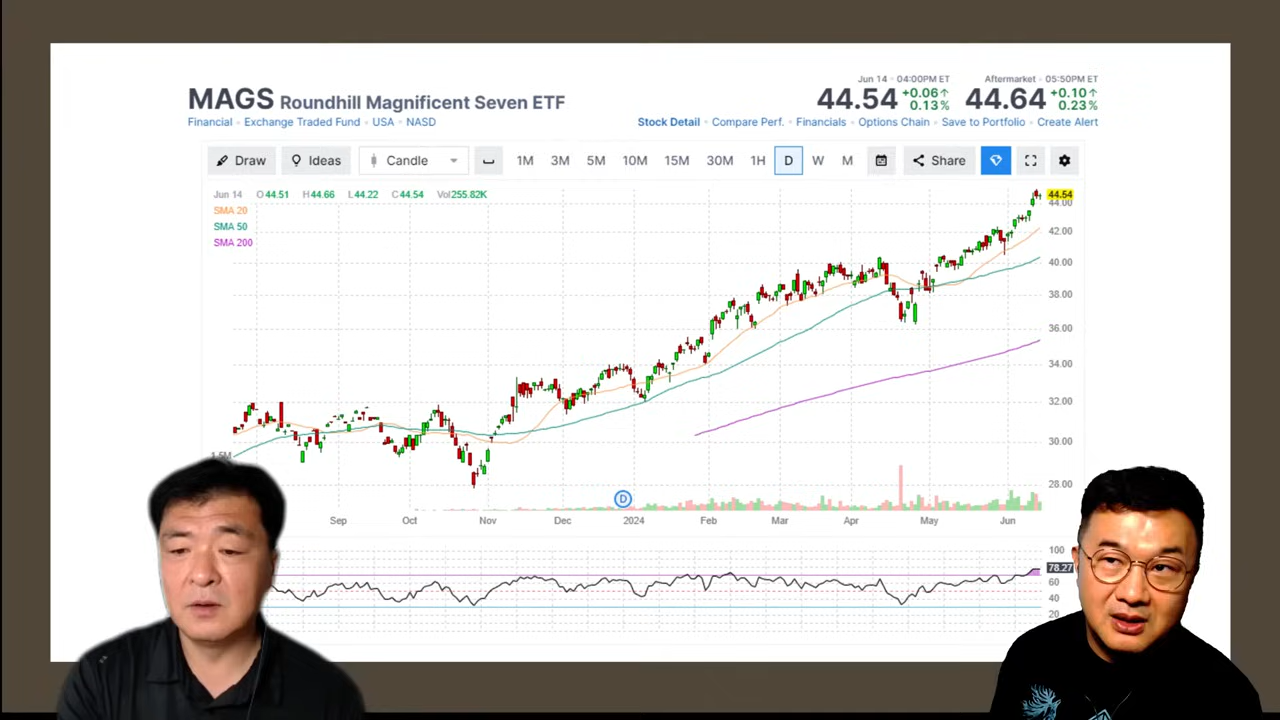 Jun 14 • 04:00PM ET Aftermarket • 05:50PM ET
MAGS Roundhill Magnificent Seven ETF 44.54 +0.06↑ 0.13% 44.64 +0.10↑ 0.23%
Financial • Exchange Traded Fund • USA • NASD Stock Detail • Compare Perf. • Financials • Options Chain • Save to Portfolio • Create Alert
Draw Ideas Candle 1M 3M 5M 10M 15M 30M 1H D W M Share
Jun 14 O 44.51 H 44.66 L 44.22 C 44.54 Vol 255.82K
SMA 20
SMA 50
SMA 200
44.54
44.00
42.00
40.00
38.00
36.00
34.00
32.00
30.00
1.5M
28.00
D
Sep Oct Nov Dec 2024 Feb Mar Apr May Jun
100
78.27
60
40
20